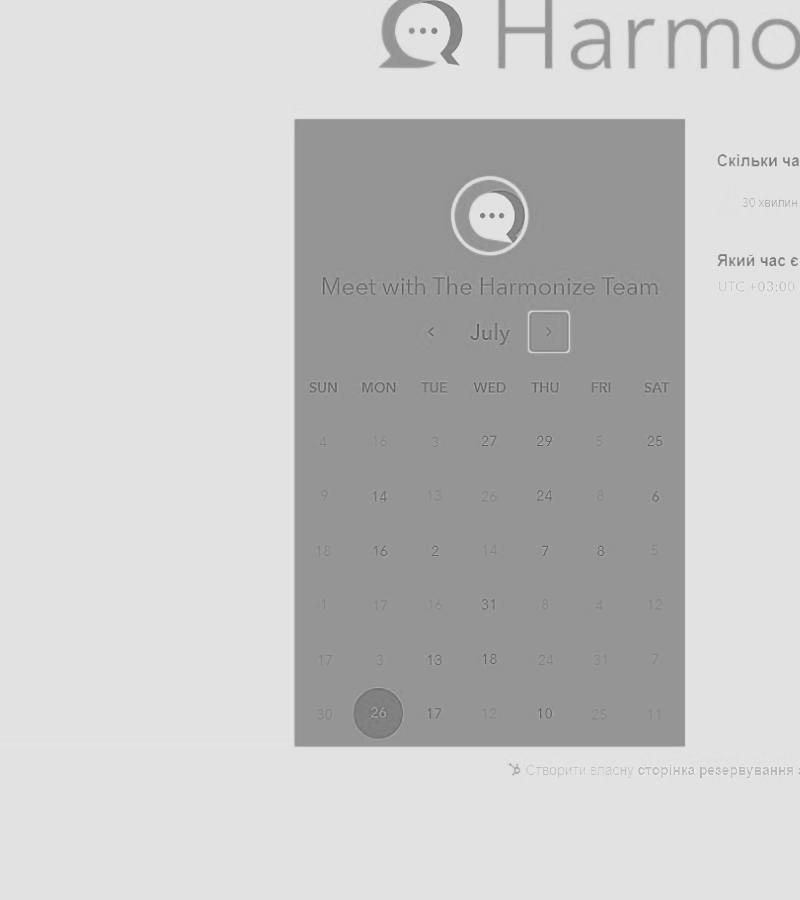 Harmo
Скільки ча
30 хвилин
Meet with The Harmonize Team
Який час є
UTC +03:00
July
SUN MON TUE WED THU FRI SAT
4 16 3 27 29 5 25
9 14 13 26 24 8 6
18 16 2 14 7 8 5
1 17 16 31 8 4 12
17 3 13 18 24 31 7
30 26 17 12 10 25 11
Створити власну сторінка резервування